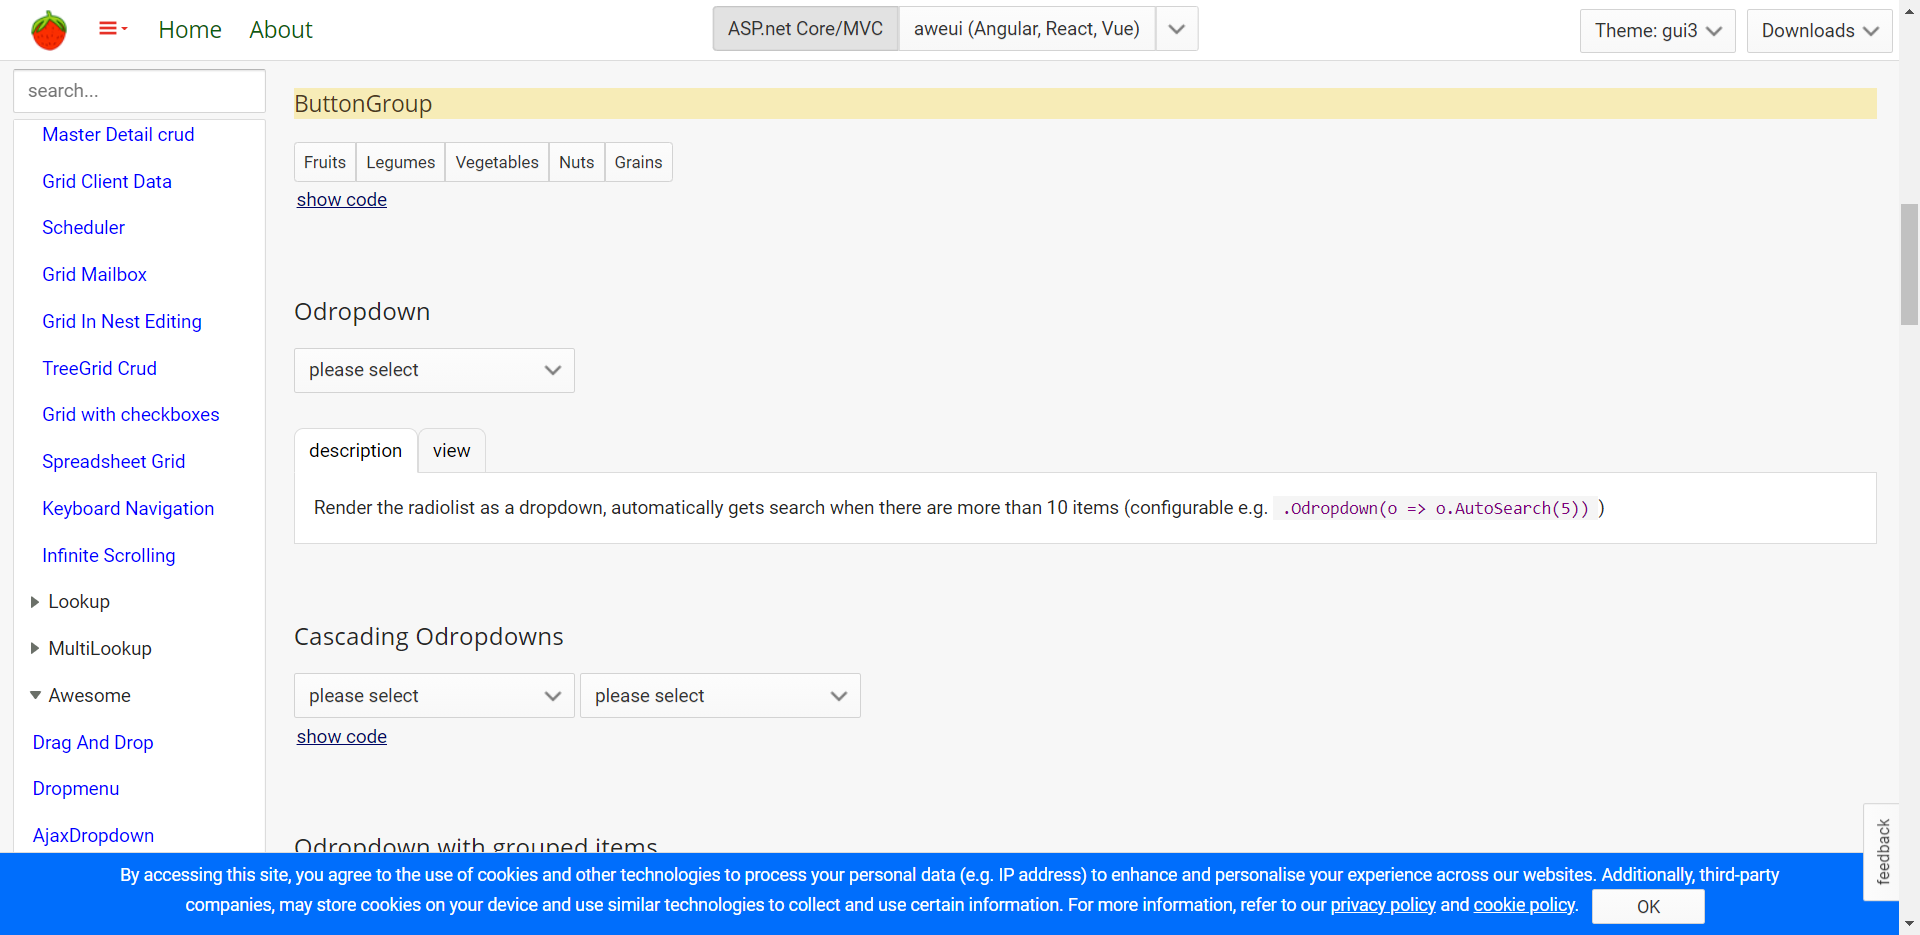 Home
About
ASP.net Core/MVC
aweui (Angular, React, Vue)
Theme: gui3
Downloads
search...
Master Detail crud
Grid Client Data
Scheduler
Grid Mailbox
Grid In Nest Editing
TreeGrid Crud
Grid with checkboxes
Spreadsheet Grid
Keyboard Navigation
Infinite Scrolling
Lookup
MultiLookup
Awesome
Drag And Drop
Dropmenu
AjaxDropdown
ButtonGroup
Fruits
Legumes
Vegetables
Nuts
Grains
show code
Odropdown
please select
description
view
Render the radiolist as a dropdown, automatically gets search when there are more than 10 items (configurable e.g. .Odropdown(o => o.AutoSearch(5)) )
Cascading Odropdowns
please select
please select
show code
Odropdown with grouped items
feedback
By accessing this site, you agree to the use of cookies and other technologies to process your personal data (e.g. IP address) to enhance and personalise your experience across our websites. Additionally, third-party
companies, may store cookies on your device and use similar technologies to collect and use certain information. For more information, refer to our privacy policy and cookie policy.
OK